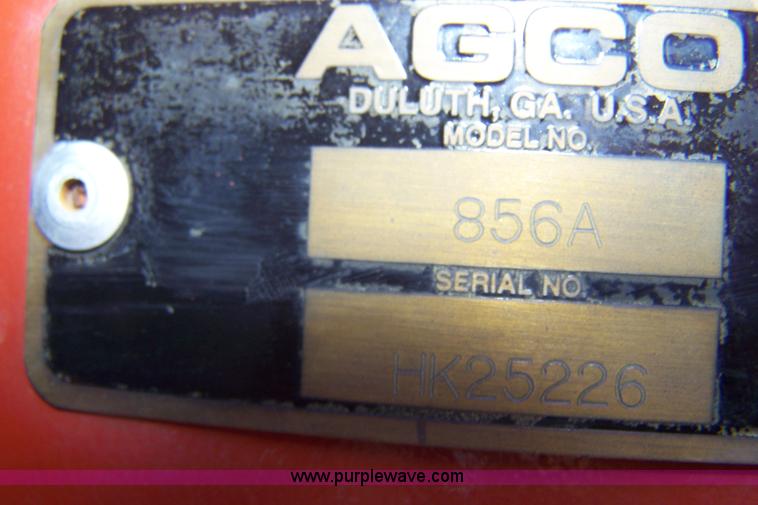 AGCO
DULUTH, GA. U.S.A.
MODEL NO.
856A
SERIAL NO.
HK25226
www.purplewave.com